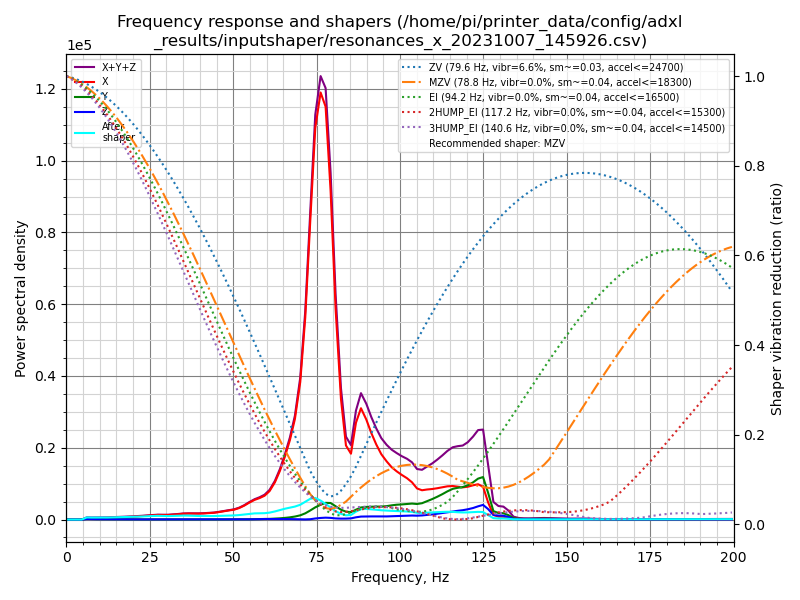 Frequency response and shapers (/home/pi/printer_data/config/adxl
_results/inputshaper/resonances_x_20231007_145926.csv)
1e5
X+Y+Z
X
Y
Z
After
shaper
ZV (79.6 Hz, vibr=6.6%, sm~=0.03, accel<=24700)
MZV (78.8 Hz, vibr=0.0%, sm~=0.04, accel<=18300)
EI (94.2 Hz, vibr=0.0%, sm~=0.04, accel<=16500)
2HUMP_EI (117.2 Hz, vibr=0.0%, sm~=0.04, accel<=15300)
3HUMP_EI (140.6 Hz, vibr=0.0%, sm~=0.04, accel<=14500)
Recommended shaper: MZV
1.2
1.0
0.8
0.6
0.4
0.2
0.0
Power spectral density
1.0
0.8
0.6
0.4
0.2
0.0
Shaper vibration reduction (ratio)
0 25 50 75 100 125 150 175 200
Frequency, Hz